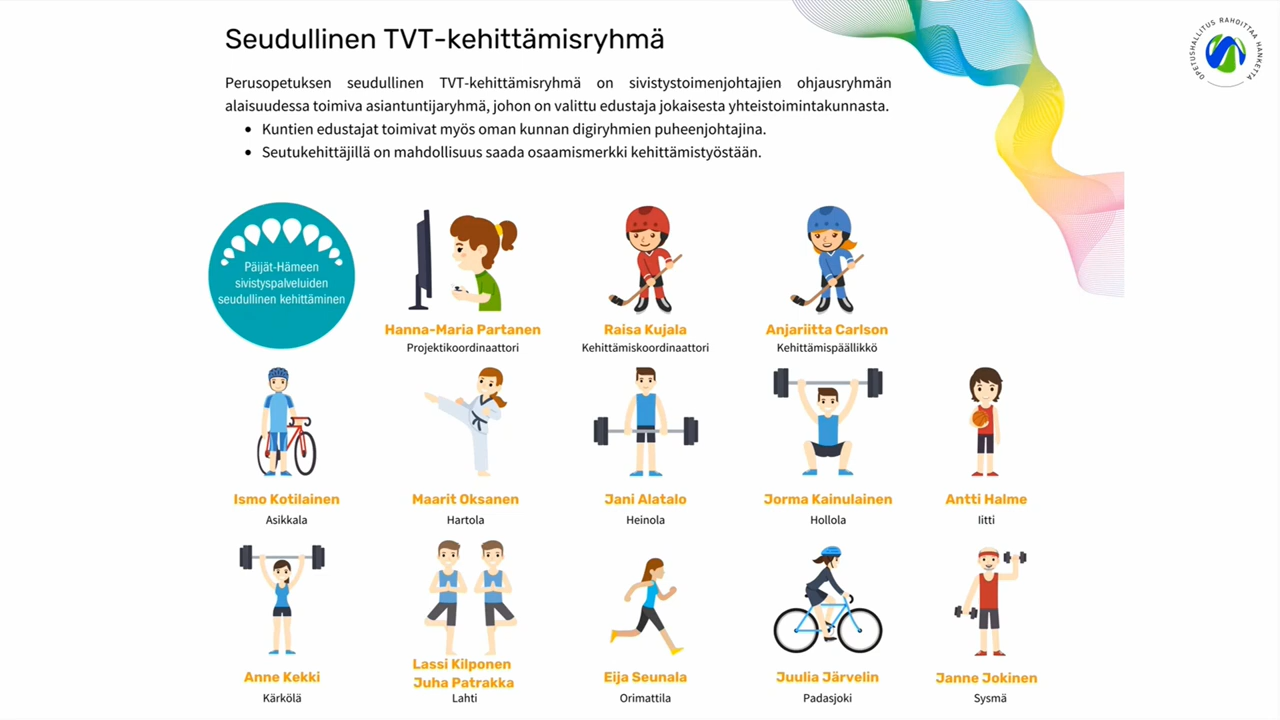 Seudullinen TVT-kehittämisryhmä
OPETUSHALLITUS RAHOITTAA HANKETTA
Perusopetuksen seudullinen TVT-kehittämisryhmä on sivistystoimenjohtajien ohjausryhmän
alaisuudessa toimiva asiantuntijaryhmä, johon on valittu edustaja jokaisesta yhteistoimintakunnasta.
• Kuntien edustajat toimivat myös oman kunnan digiryhmien puheenjohtajina.
• Seutukehittäjillä on mahdollisuus saada osaamismerkki kehittämistyöstään.
Päijät-Hämeen
sivistyspalveluiden
seudullinen kehittäminen
Hanna-Maria Partanen
Projektikoordinaattori
Raisa Kujala
Kehittämiskoordinaattori
Anjariitta Carlson
Kehittämispäällikkö
Ismo Kotilainen
Asikkala
Maarit Oksanen
Hartola
Jani Alatalo
Heinola
Jorma Kainulainen
Hollola
Antti Halme
Iitti
Anne Kekki
Kärkölä
Lassi Kilponen
Juha Patrakka
Lahti
Eija Seunala
Orimattila
Juulia Järvelin
Padasjoki
Janne Jokinen
Sysmä